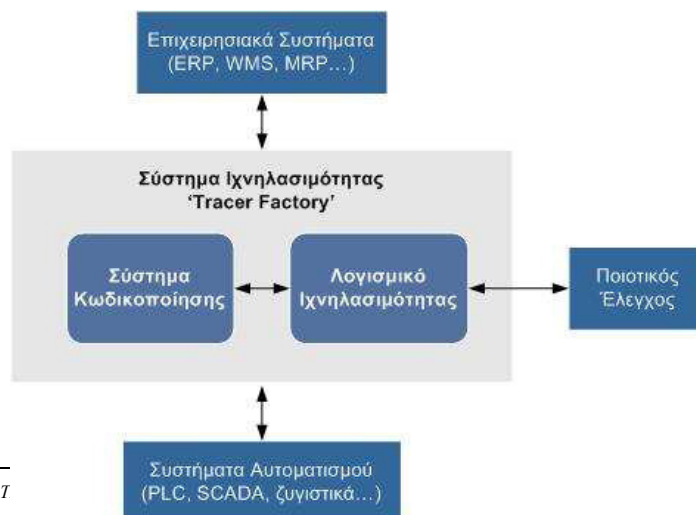 Επιχειρησιακά Συστήματα
(ERP, WMS, MRP…)
Σύστημα Ιχνηλασιμότητας
‘Tracer Factory’
Σύστημα
Κωδικοποίησης
Λογισμικό
Ιχνηλασιμότητας
Ποιοτικός
Έλεγχος
Συστήματα Αυτοματισμού
(PLC, SCADA, ζυγιστικά…)